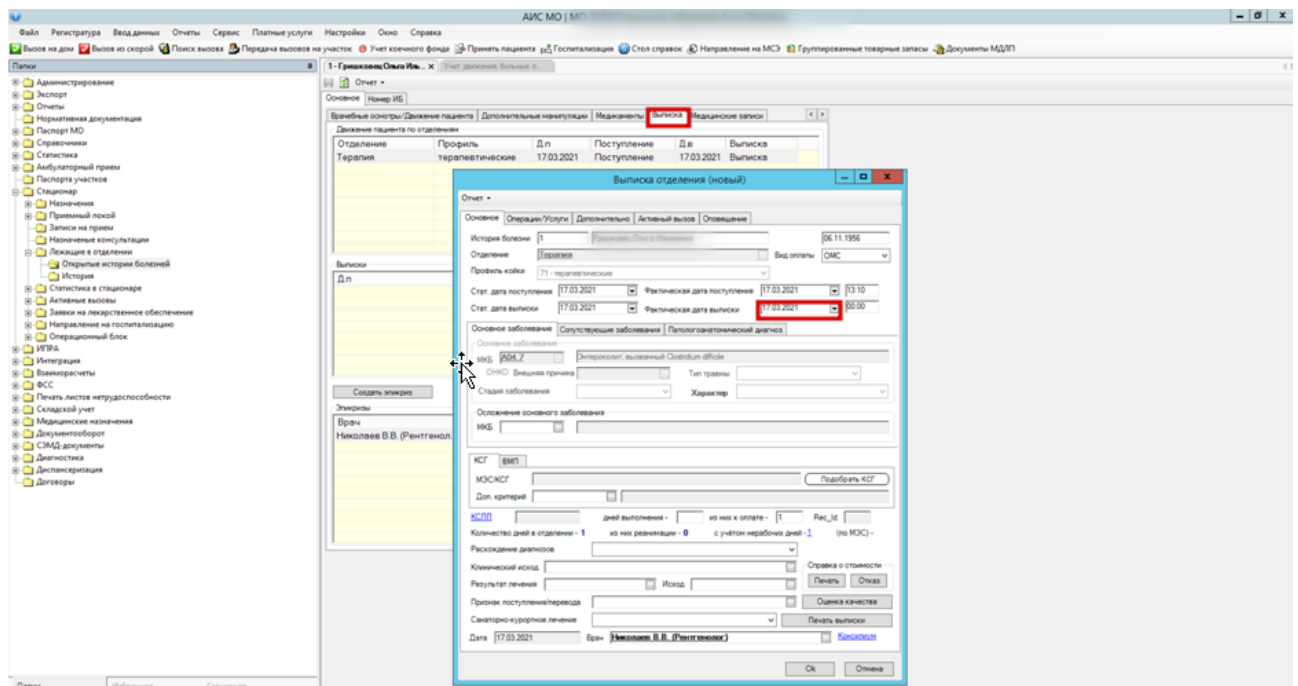 АИС МО | МО
Файл Регистратура Ввод данных Отчеты Сервис Платные услуги Настройки Окно Справка
Вызов на дом Вызов из скорой Поиск вызова Передача вызовов на участок Учет коечного фонда Принять пациента Госпитализация Стол справок Направление на МСЭ Группированные товарные запасы Документы МДЛП
Папки
1 - Гришковец Ольга Иль... X Учет движения больных п...
Отчет
Основное Номер ИБ
Врачебные осмотры/Движение пациента Дополнительные манипуляции Медикаменты Выписка Медицинские записи
Движение пациента по отделениям
Отделение Профиль Д.п Поступление Д.в Выписка
Терапия терапевтические 17.03.2021 Поступление 17.03.2021 Выписка
Администрирование
Экспорт
Отчеты
Нормативная документация
Паспорт МО
Справочники
Статистика
Амбулаторный прием
Паспорта участков
Стационар
Назначения
Приемный покой
Записи на прием
Назначеные консультации
Лежащие в отделении
Открытые истории болезней
История
Статистика в стационаре
Активные вызовы
Заявки на лекарственное обеспечение
Направление на госпитализацию
Операционный блок
ИПРА
Интеграция
Взаиморасчеты
ФСС
Печать листов нетрудоспособности
Складской учет
Медицинские назначения
Документооборот
СЭМД-документы
Диагностика
Диспансеризация
Договоры
Выписки
Д.п
Создать эпикриз
Эпикризы
Врач
Николаев В.В. (Рентгенол.
Выписка отделения (новый)
Отчет
Основное Операции/Услуги Дополнительно Активный вызов Оповещение
История болезни 1 Гришковец Ольга Ильинична 06.11.1956
Отделение Терапия Вид оплаты ОМС
Профиль койки 71 - терапевтические
Стат. дата поступления 17.03.2021 Фактическая дата поступления 17.03.2021 13:10
Стат. дата выписки 17.03.2021 Фактическая дата выписки 17.03.2021 00:00
Основное заболевание Сопутствующие заболевания Патологоанатомический диагноз
Основное заболевание
МКБ A04.7 Энтероколит, вызванный Clostridium difficile
ОНКО Внешняя причина Тип травмы
Стадия заболевания Характер
Осложнение основного заболевания
МКБ
КСГ ВМП
МЭС/КСГ Подобрать КСГ
Доп. критерий
КСПП дней выполнения - из них к оплате - 1 Rec_Id
Количество дней в отделении - 1 из них реанимации - 0 с учётом нерабочих дней - 1 (по МЭС) -
Расхождение диагнозов
Клинический исход Справка о стоимости
Результат лечения Исход Печать Отказ
Признак поступления/перевода Оценка качества
Санаторно-курортное лечение Печать выписки
Дата 17.03.2021 Врач Николаев В.В. (Рентгенолог) Консилиум
Ok Отмена
Папки Избранное